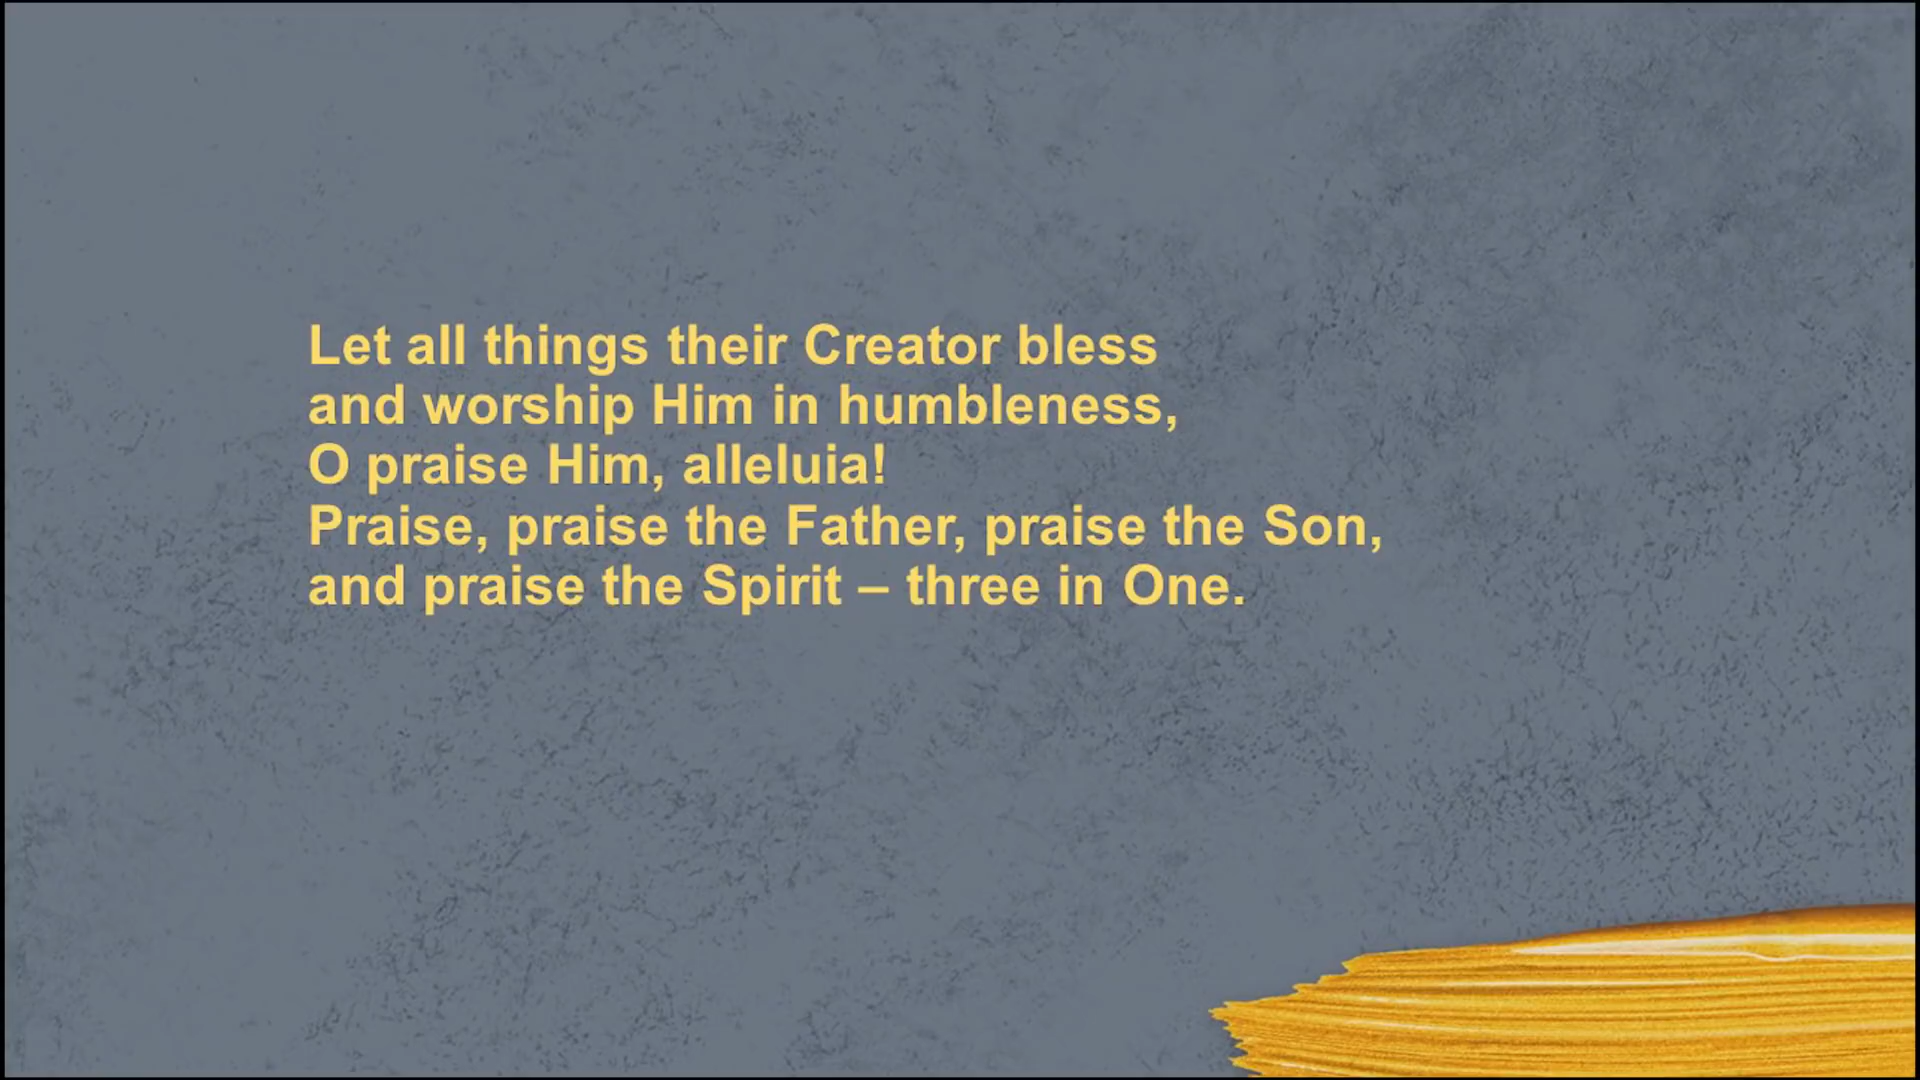 Let all things their Creator bless
and worship Him in humbleness,
O praise Him, alleluia!
Praise, praise the Father, praise the Son,
and praise the Spirit – three in One.